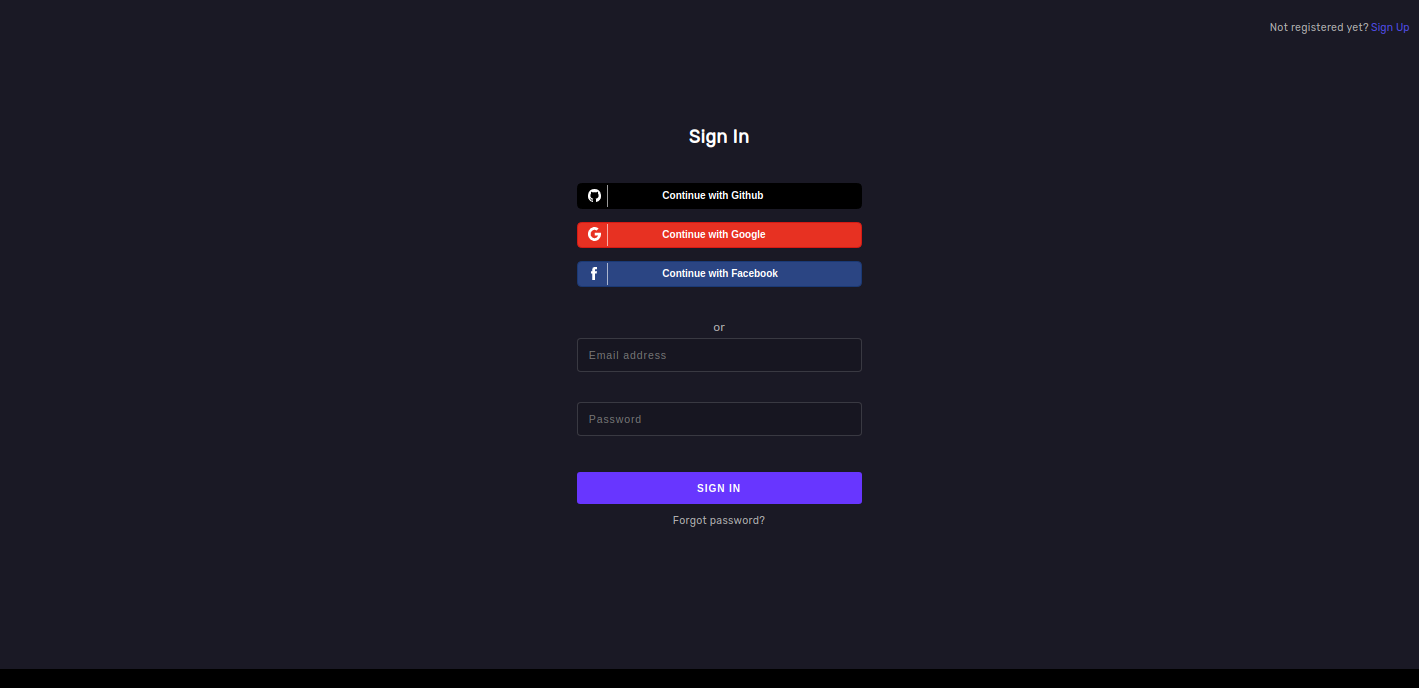 Not registered yet? Sign Up
Sign In
Continue with Github
Continue with Google
Continue with Facebook
or
Email address
Password
SIGN IN
Forgot password?